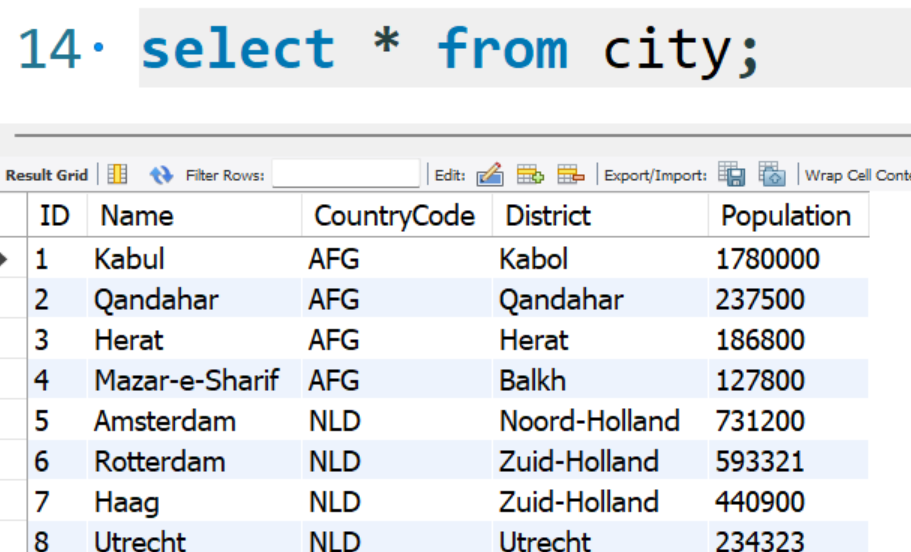 14 select * from city;
Result Grid Filter Rows: Edit: Export/Import: Wrap Cell Conte
ID Name CountryCode District Population
1 Kabul AFG Kabol 1780000
2 Qandahar AFG Qandahar 237500
3 Herat AFG Herat 186800
4 Mazar-e-Sharif AFG Balkh 127800
5 Amsterdam NLD Noord-Holland 731200
6 Rotterdam NLD Zuid-Holland 593321
7 Haag NLD Zuid-Holland 440900
8 Utrecht NLD Utrecht 234323